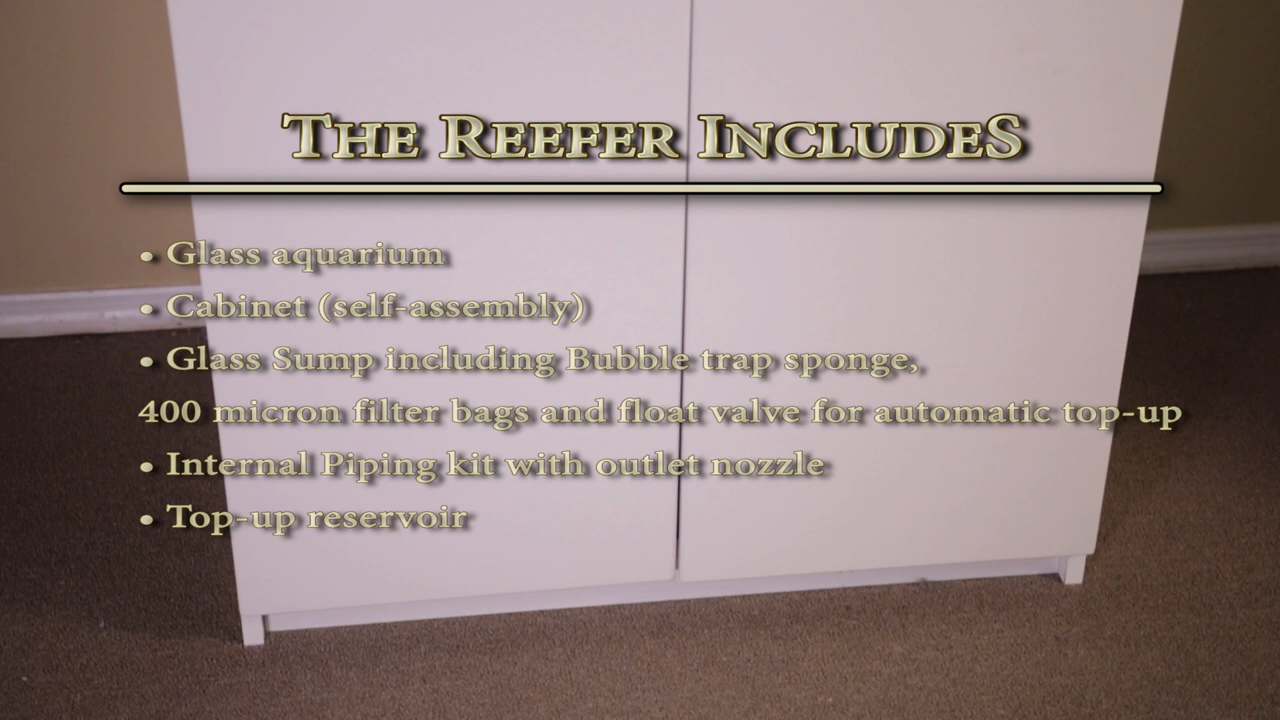 The Reefer IncludeS
• Glass aquarium
• Cabinet (self-assembly)
• Glass Sump including Bubble trap sponge,
400 micron filter bags and float valve for automatic top-up
• Internal Piping kit with outlet nozzle
• Top-up reservoir